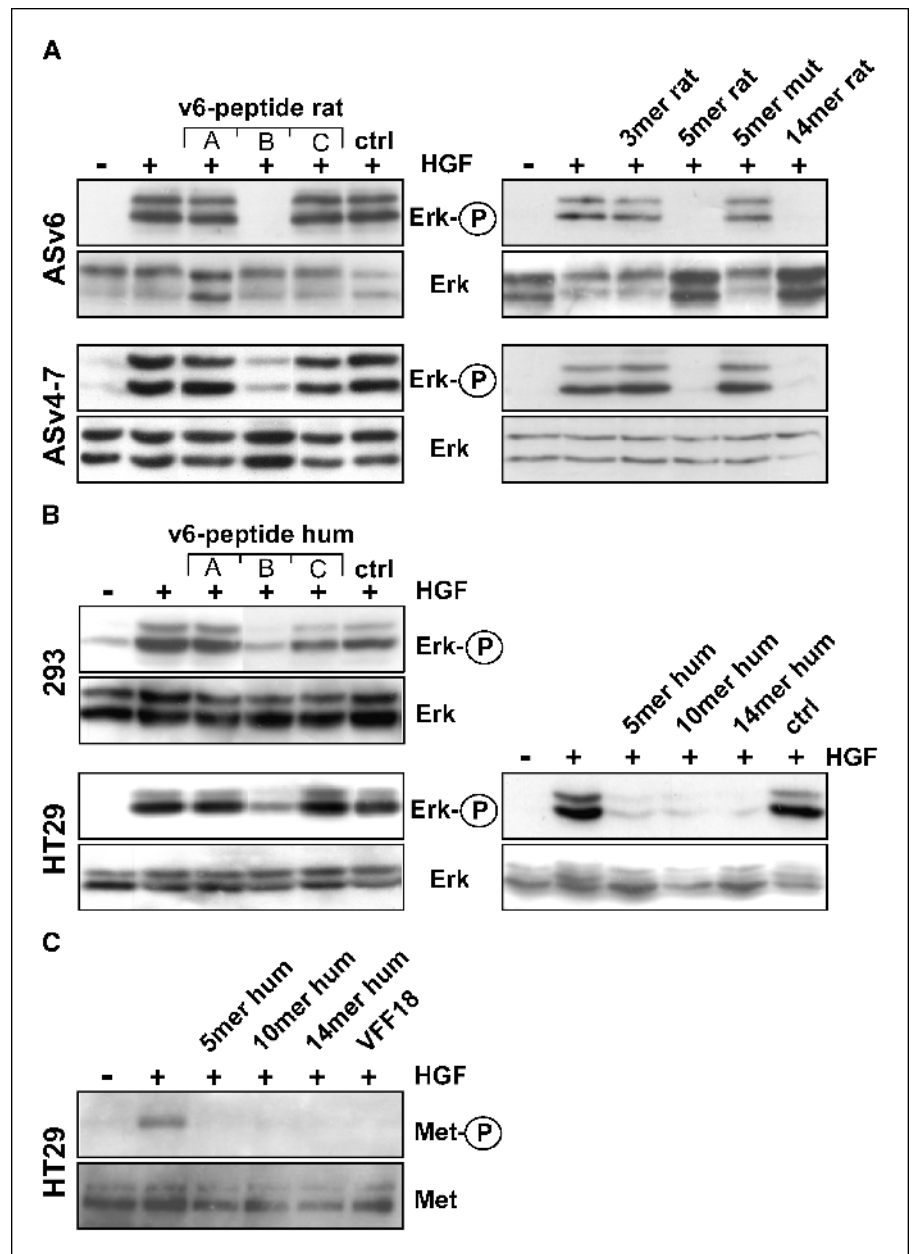 A
v6-peptide rat
A B C ctrl
- + + + + + HGF
3mer rat
5mer rat
5mer mut
14mer rat
- + + + + +
ASv6
Erk-P
Erk
ASv4-7
Erk-P
Erk
B
v6-peptide hum
A B C ctrl
- + + + + + HGF
293
Erk-P
Erk
5mer hum
10mer hum
14mer hum
ctrl
- + + + + + HGF
HT29
Erk-P
Erk
C
5mer hum
10mer hum
14mer hum
VFF18
- + + + + + HGF
HT29
Met-P
Met